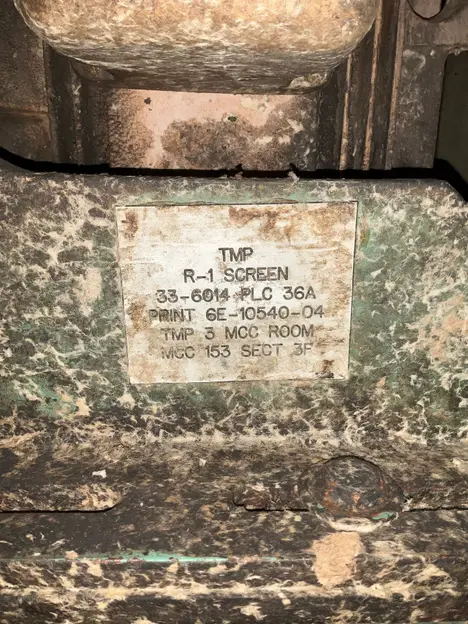 TMP
R-1 SCREEN
33-6014 PLC 36A
PRINT 6E-10540-04
TMP 3 MCC ROOM
MCC 153 SECT 3F